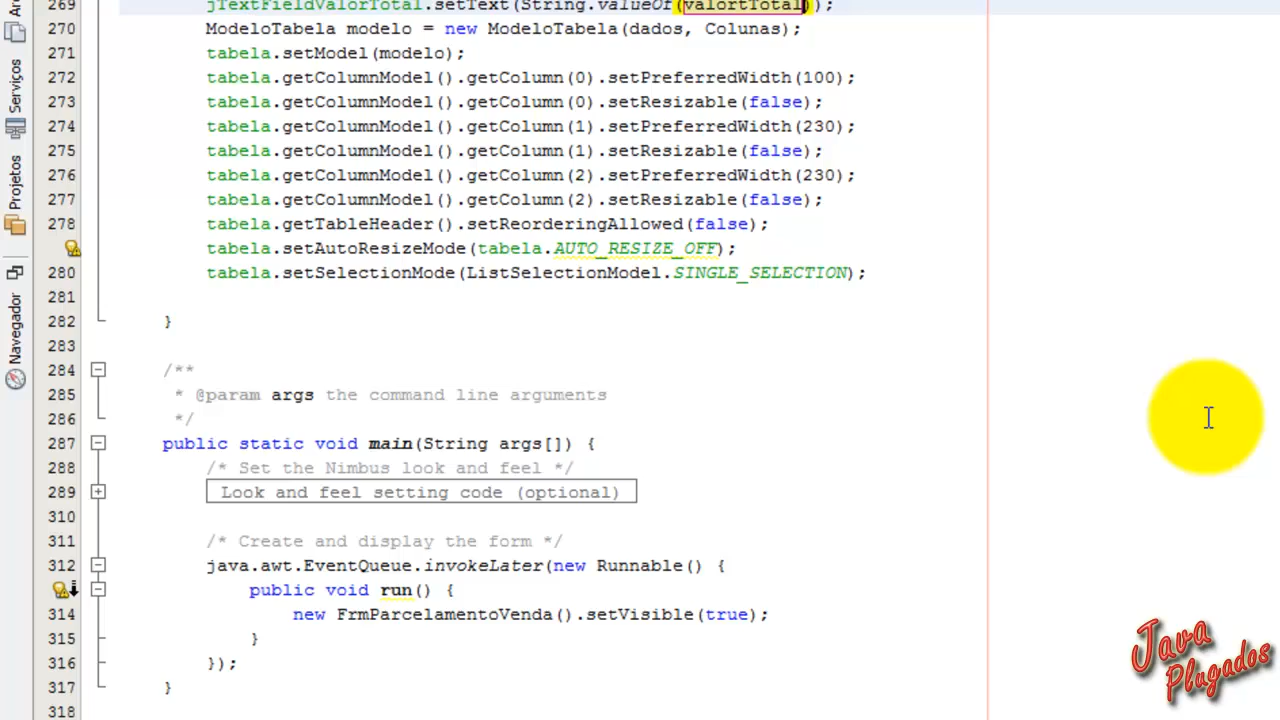 269 jTextFieldValorTotal.setText(String.valueOf(valortTotal));
270 ModeloTabela modelo = new ModeloTabela(dados, Colunas);
271 tabela.setModel(modelo);
272 tabela.getColumnModel().getColumn(0).setPreferredWidth(100);
273 tabela.getColumnModel().getColumn(0).setResizable(false);
274 tabela.getColumnModel().getColumn(1).setPreferredWidth(230);
275 tabela.getColumnModel().getColumn(1).setResizable(false);
276 tabela.getColumnModel().getColumn(2).setPreferredWidth(230);
277 tabela.getColumnModel().getColumn(2).setResizable(false);
278 tabela.getTableHeader().setReorderingAllowed(false);
tabela.setAutoResizeMode(tabela.AUTO_RESIZE_OFF);
280 tabela.setSelectionMode(ListSelectionModel.SINGLE_SELECTION);
281
282 }
283
284 /**
285 * @param args the command line arguments
286 */
287 public static void main(String args[]) {
288 /* Set the Nimbus look and feel */
289 Look and feel setting code (optional)
310
311 /* Create and display the form */
312 java.awt.EventQueue.invokeLater(new Runnable() {
public void run() {
314 new FrmParcelamentoVenda().setVisible(true);
315 }
316 });
317 }
318
Serviços
Projetos
Navegador
Java
Plugados